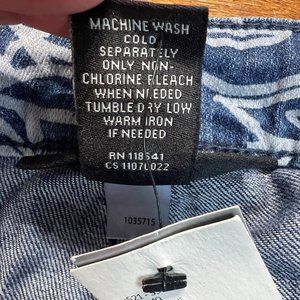 MACHINE WASH
COLD
SEPARATELY
ONLY NON-
CHLORINE BLEACH
WHEN NEEDED
TUMBLE DRY LOW
WARM IRON
IF NEEDED
RN 118641
CS 11070022
1035715